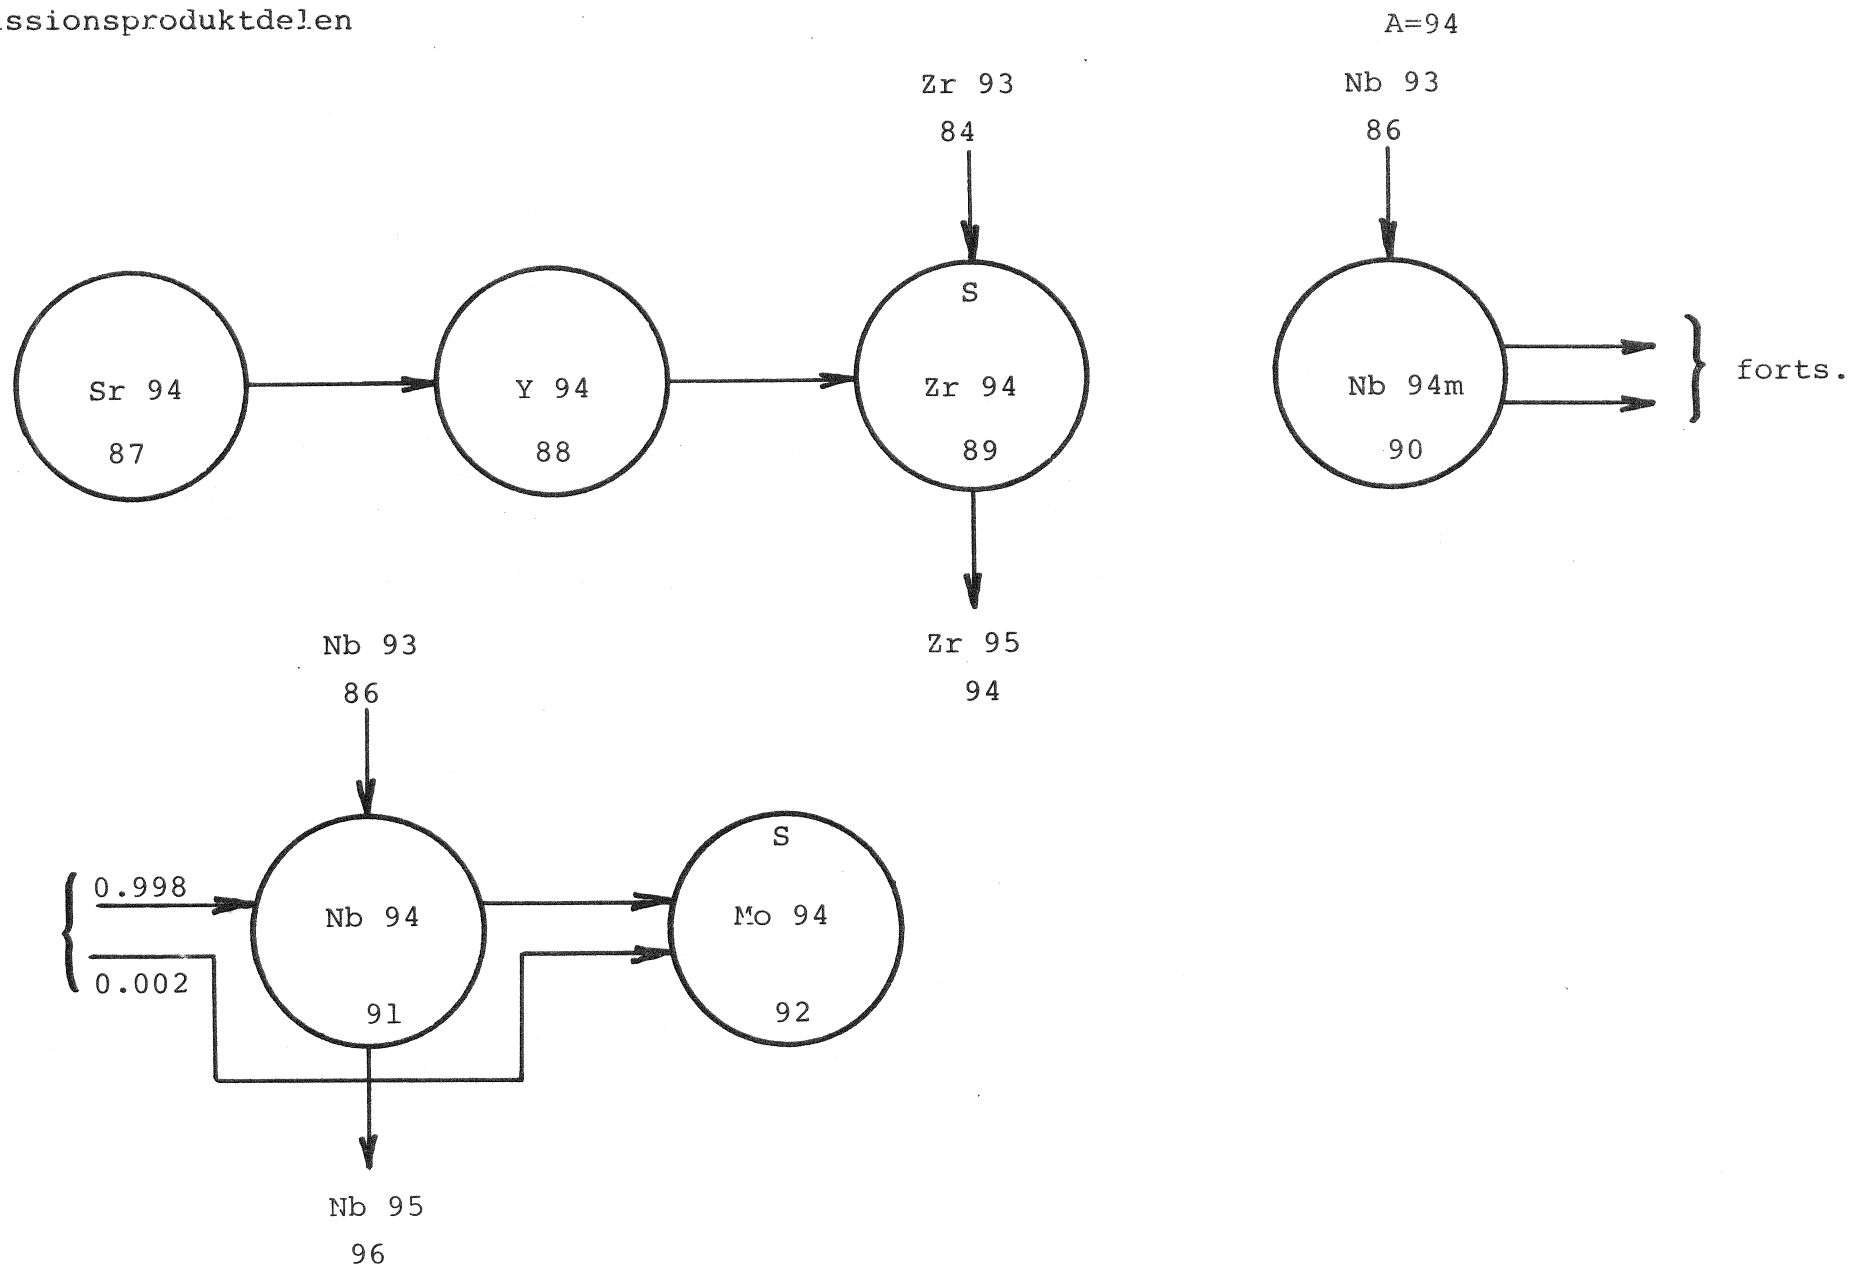 ssionsproduktdelen
A=94
Zr 93
84
Nb 93
86
S
Sr 94
87
Y 94
88
Zr 94
89
Nb 94m
90
forts.
Zr 95
94
Nb 93
86
0.998
0.002
Nb 94
91
S
Mo 94
92
Nb 95
96